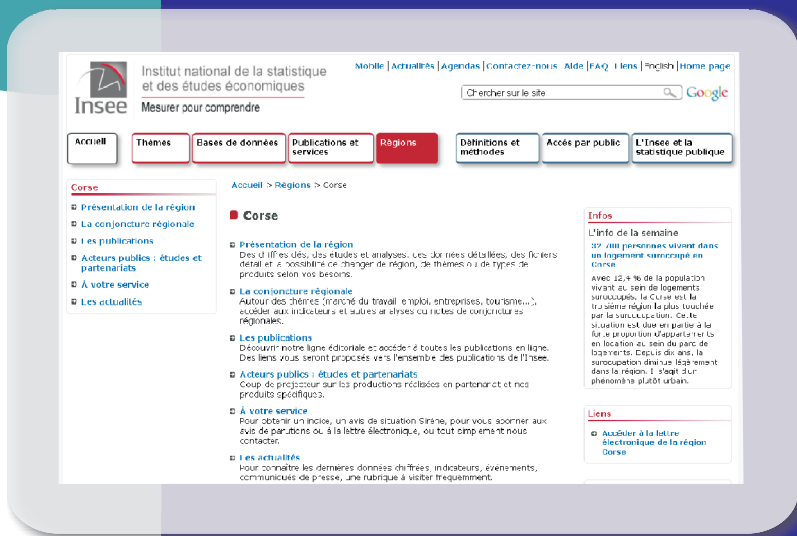 Insee
Institut national de la statistique
et des études économiques
Mesurer pour comprendre
Mobile | Actualités | Agendas | Contactez-nous Aide | FAQ Liens | English | Home page
Chercher sur le site
Google
Accueil
Thèmes
Bases de données
Publications et
services
Régions
Définitions et
méthodes
Accès par public
L'Insee et la
statistique publique
Corse
Présentation de la région
La conjoncture régionale
Les publications
Acteurs publics : études et
partenariats
À votre service
Les actualités
Accueil > Régions > Corse
Corse
Présentation de la région
Des chiffres clés, des études et analyses, des données détaillées, des fichiers
détail et la possibilité de changer de région, de thèmes ou de types de
produits selon vos besoins.
La conjoncture régionale
Autour des thèmes (marché du travail emploi, entreprises, tourisme...),
accéder aux indicateurs et autres analyses ou notes de conjonctures
régionales.
Les publications
Découvrir notre ligne éditoriale et accéder à toutes les publications en ligne.
Des liens vous seront proposés vers l'ensemble des publications de l'Insee.
Acteurs publics : études et partenariats
Coup de projecteur sur les productions réalisées en partenariat et nos
produits spécifiques.
À votre service
Pour obtenir un indice, un avis de situation Sirène, pour vous abonner aux
avis de parutions ou à la lettre électronique, ou tout simplement nous
contacter.
Les actualités
Pour connaître les dernières données chiffrées, indicateurs, événements,
communiqués de presse, une rubrique à visiter fréquemment.
Infos
L'info de la semaine
personnes vivent dans
un logement suroccupé en
Corse
Avec 12,4 % de la population
vivant au sein de logements
suroccupés, la Corse est la
troisième région la plus touchée
par la suroccupation. Cette
situation est due en partie à la
forte proportion d'appartements
en location au sein du parc de
logements. Depuis dix ans, la
suroccupation diminue légèrement
dans la région. Il s'agit d'un
phénomène plutôt urbain.
Liens
Accéder à la lettre
électronique de la région
Corse